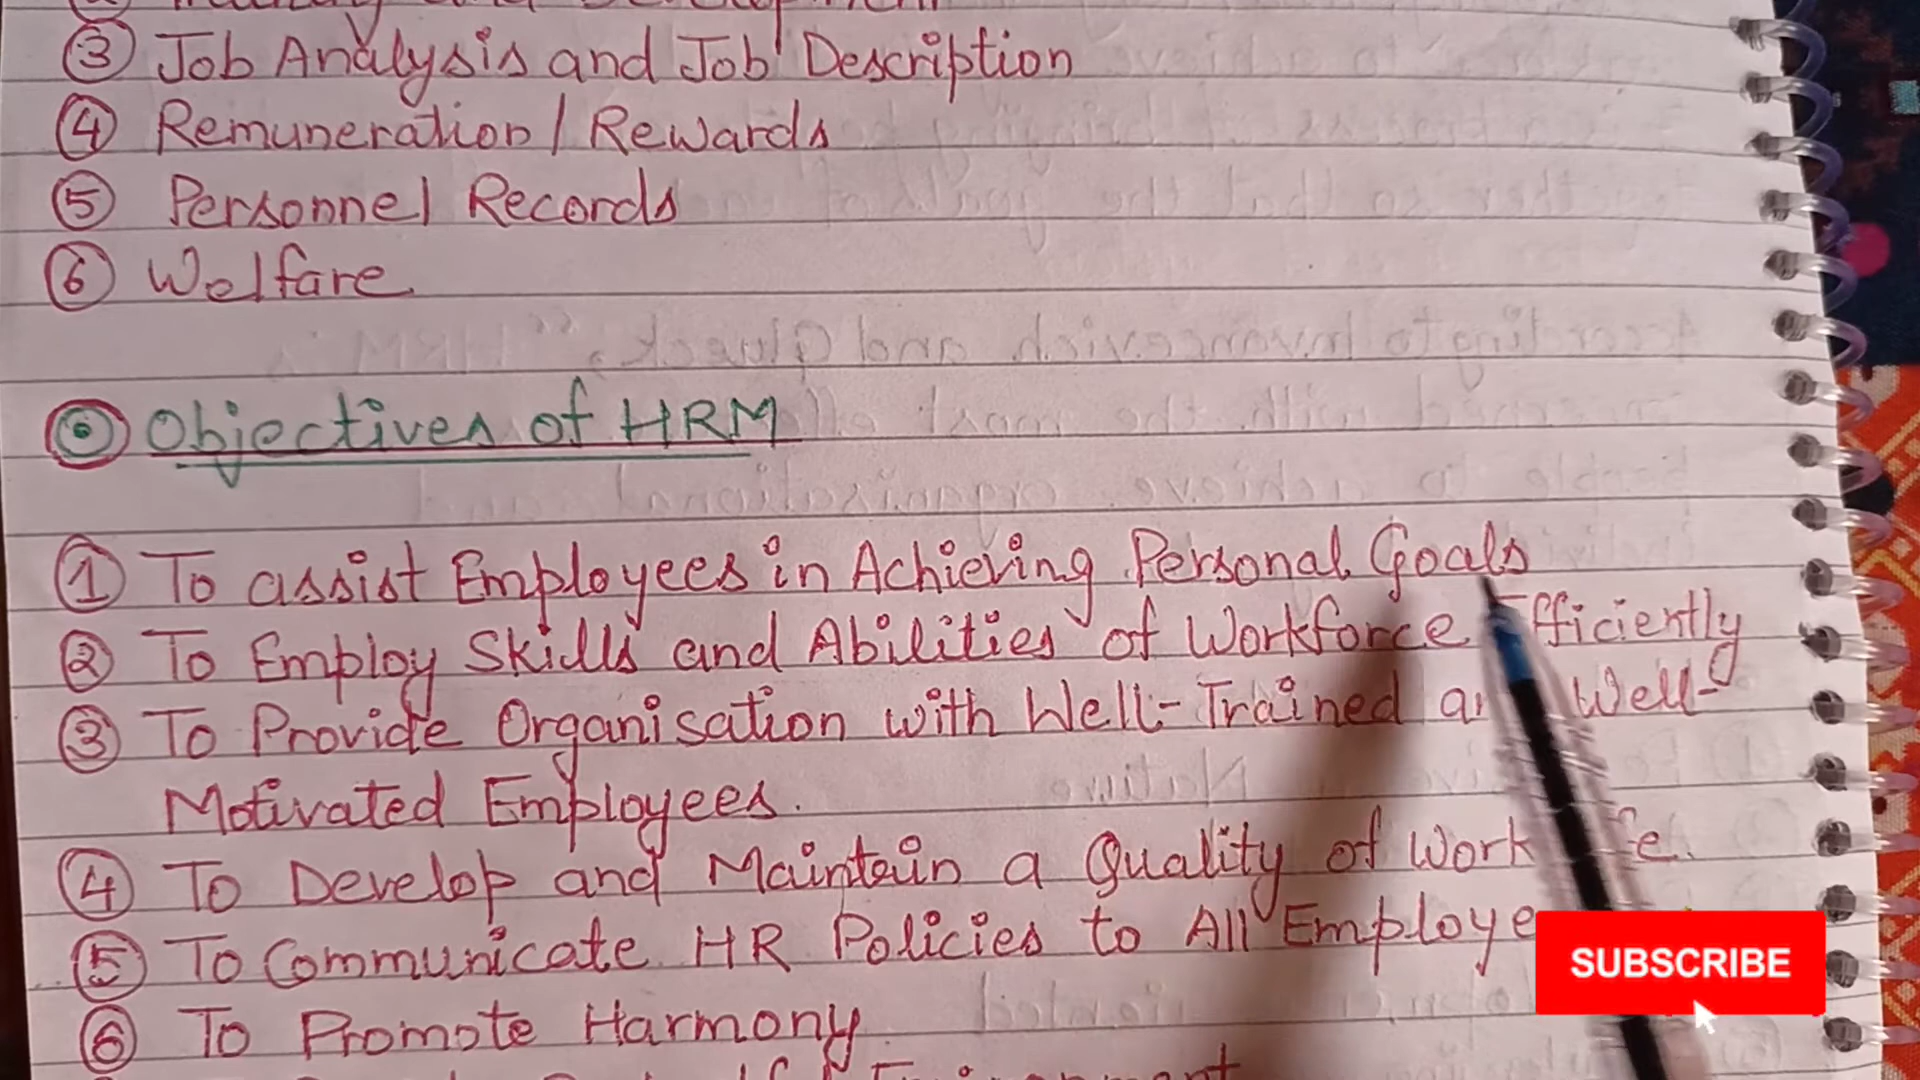 Training and Development
③ Job Analysis and Job Description
④ Remuneration / Rewards
⑤ Personnel Records
⑥ Welfare
Objectives of HRM
① To assist Employees in Achieving Personal Goals
② To Employ Skills and Abilities of Workforce Efficiently
③ To Provide Organisation with Well-Trained Well-
Motivated Employees.
④ To Develop and Maintain a Quality of Work
⑤ To Communicate HR Policies to All
⑥ To Promote Harmony
SUBSCRIBE